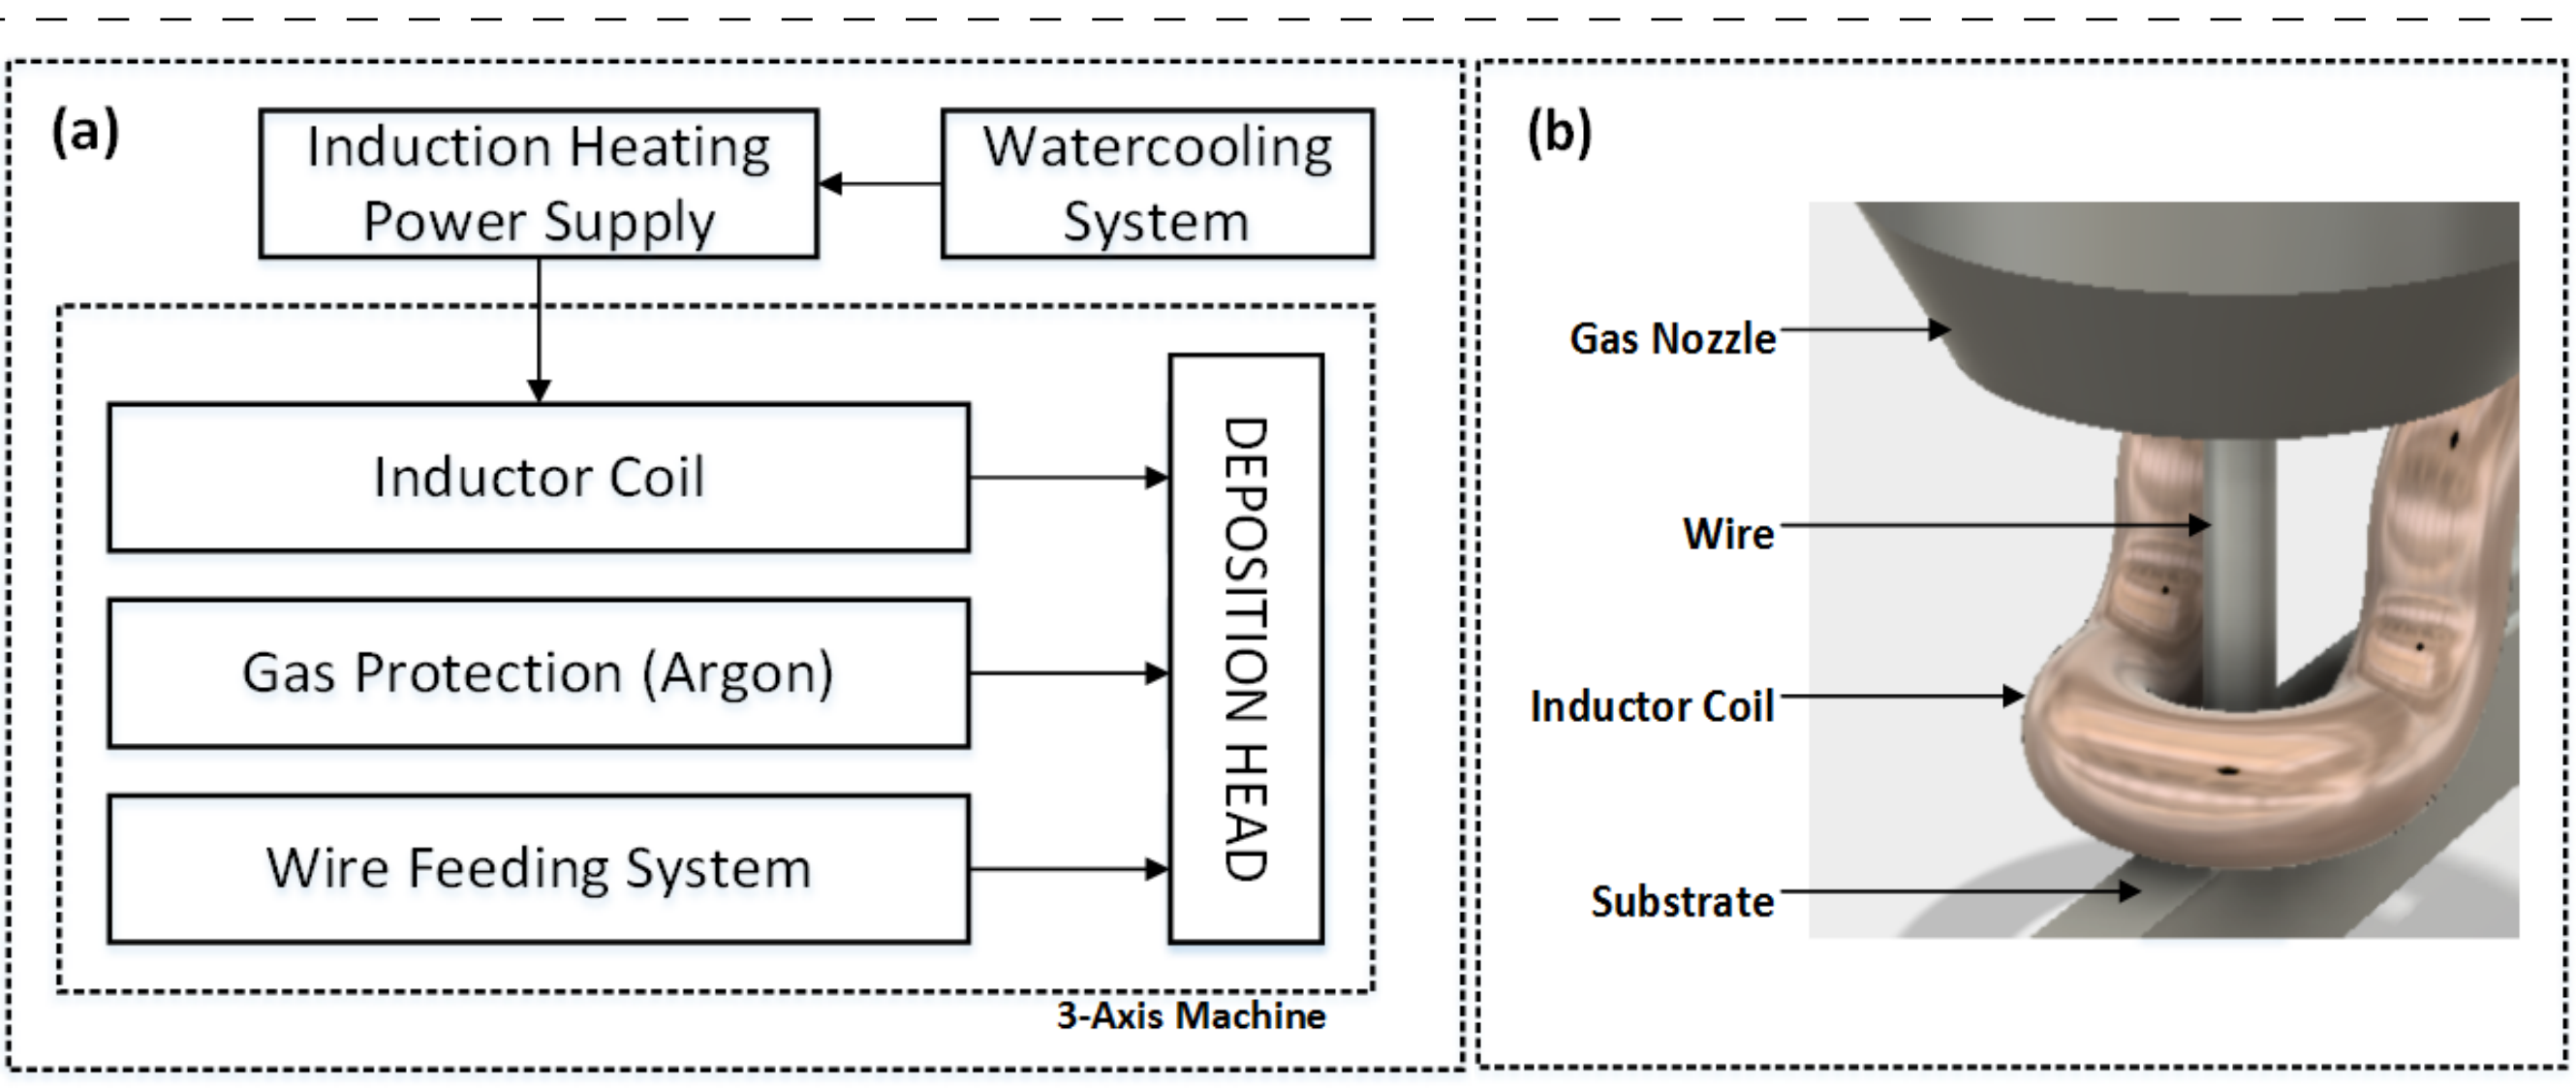 (a)
Induction Heating
Power Supply
Watercooling
System
Inductor Coil
Gas Protection (Argon)
Wire Feeding System
DEPOSITION HEAD
3-Axis Machine
(b)
Gas Nozzle
Wire
Inductor Coil
Substrate